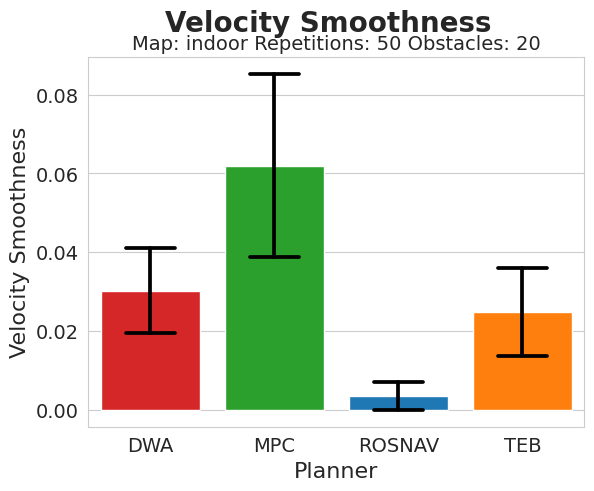 Velocity Smoothness
Map: indoor Repetitions: 50 Obstacles: 20
Velocity Smoothness
0.08
0.06
0.04
0.02
0.00
DWA MPC ROSNAV TEB
Planner